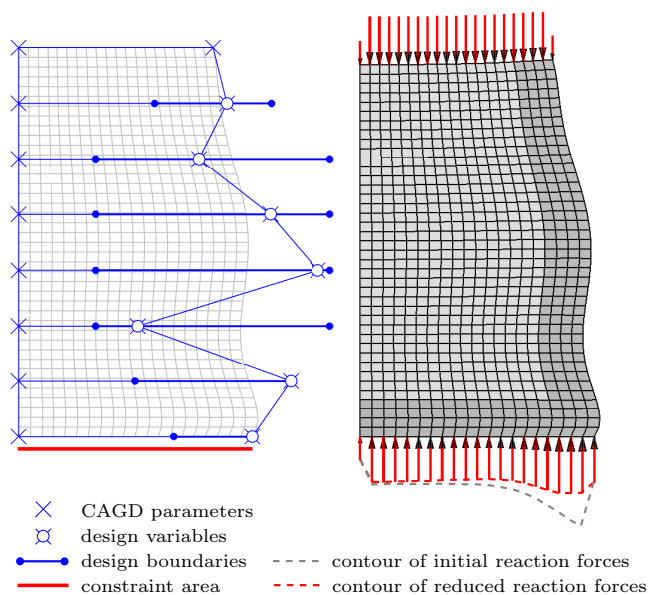 CAGD parameters
design variables
design boundaries
constraint area
contour of initial reaction forces
contour of reduced reaction forces